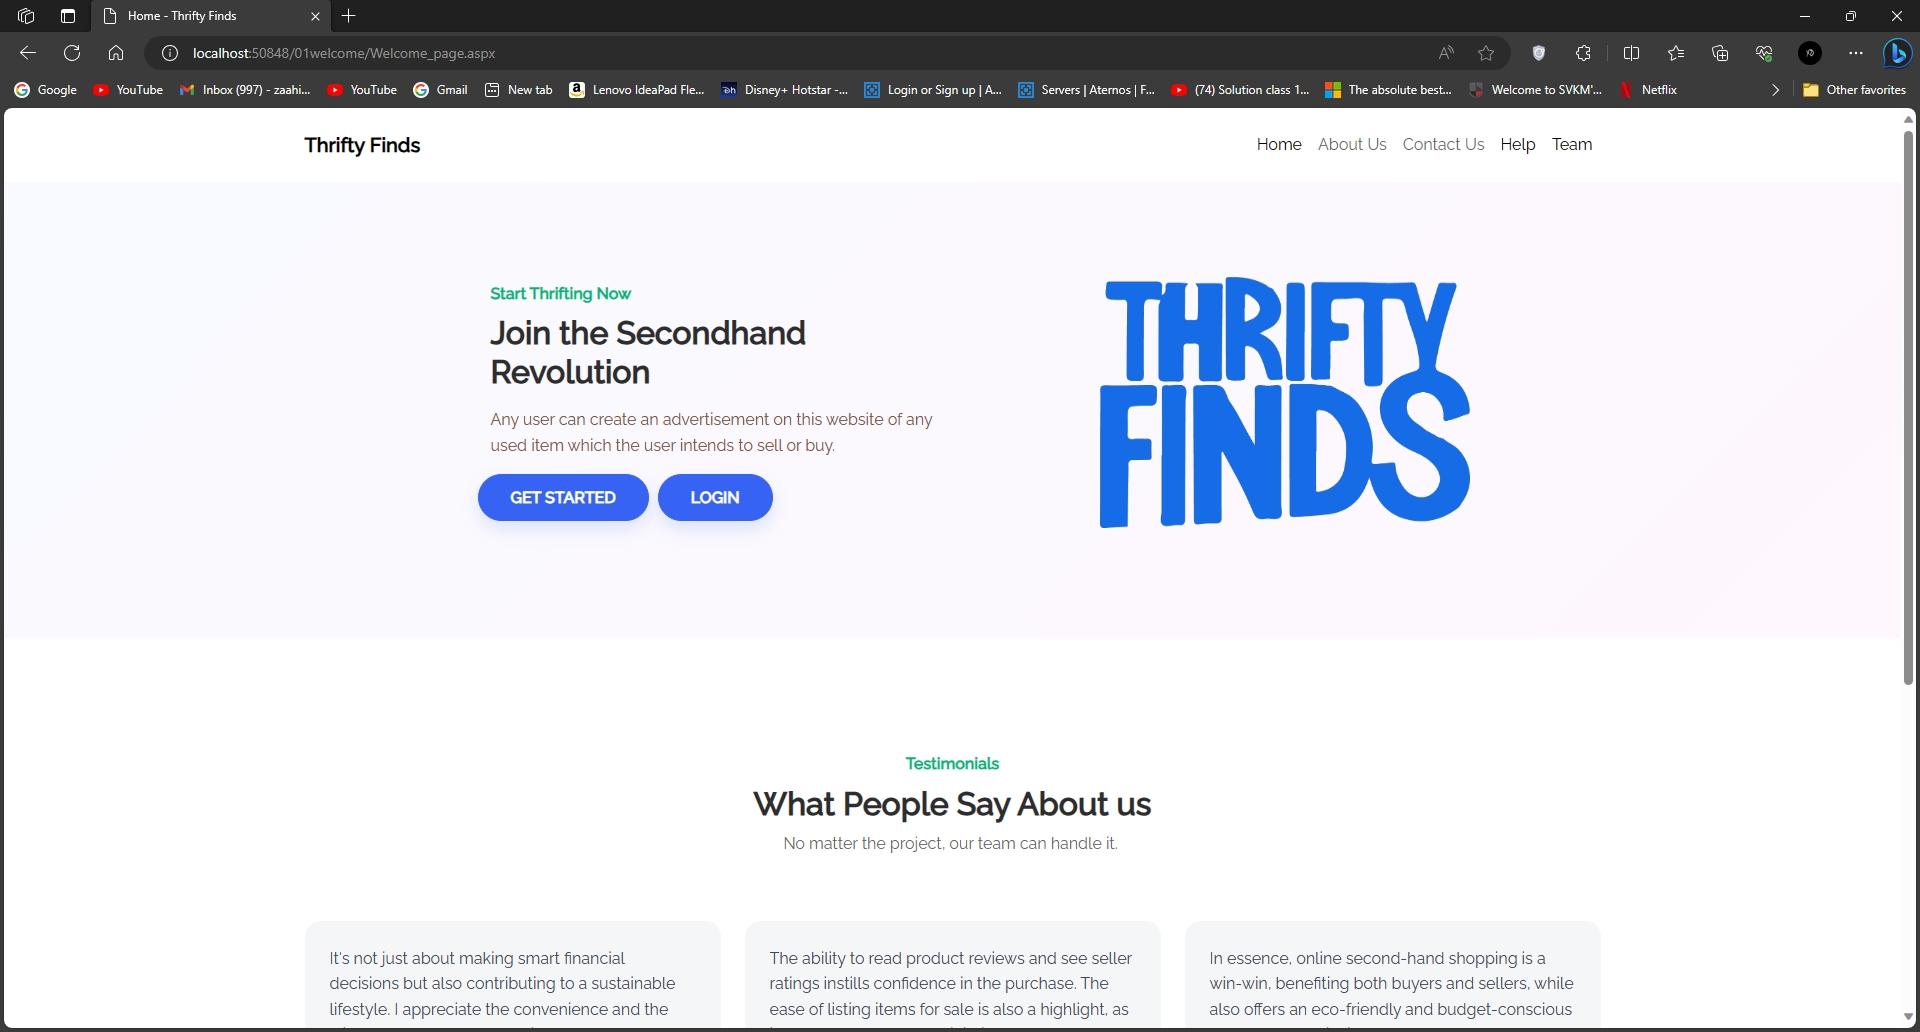 Home - Thrifty Finds
localhost:50848/01welcome/Welcome_page.aspx
Google YouTube Inbox (997) - zaahi... YouTube Gmail New tab Lenovo IdeaPad Fle... Disney+ Hotstar -... Login or Sign up | A... Servers | Aternos | F... (74) Solution class 1... The absolute best... Welcome to SVKM'... Netflix Other favorites
Thrifty Finds Home About Us Contact Us Help Team
Start Thrifting Now
Join the Secondhand
Revolution
Any user can create an advertisement on this website of any
used item which the user intends to sell or buy.
GET STARTED LOGIN
THRIFTY
FINDS
Testimonials
What People Say About us
No matter the project, our team can handle it.
It's not just about making smart financial
decisions but also contributing to a sustainable
lifestyle. I appreciate the convenience and the
The ability to read product reviews and see seller
ratings instills confidence in the purchase. The
ease of listing items for sale is also a highlight, as
In essence, online second-hand shopping is a
win-win, benefiting both buyers and sellers, while
also offers an eco-friendly and budget-conscious